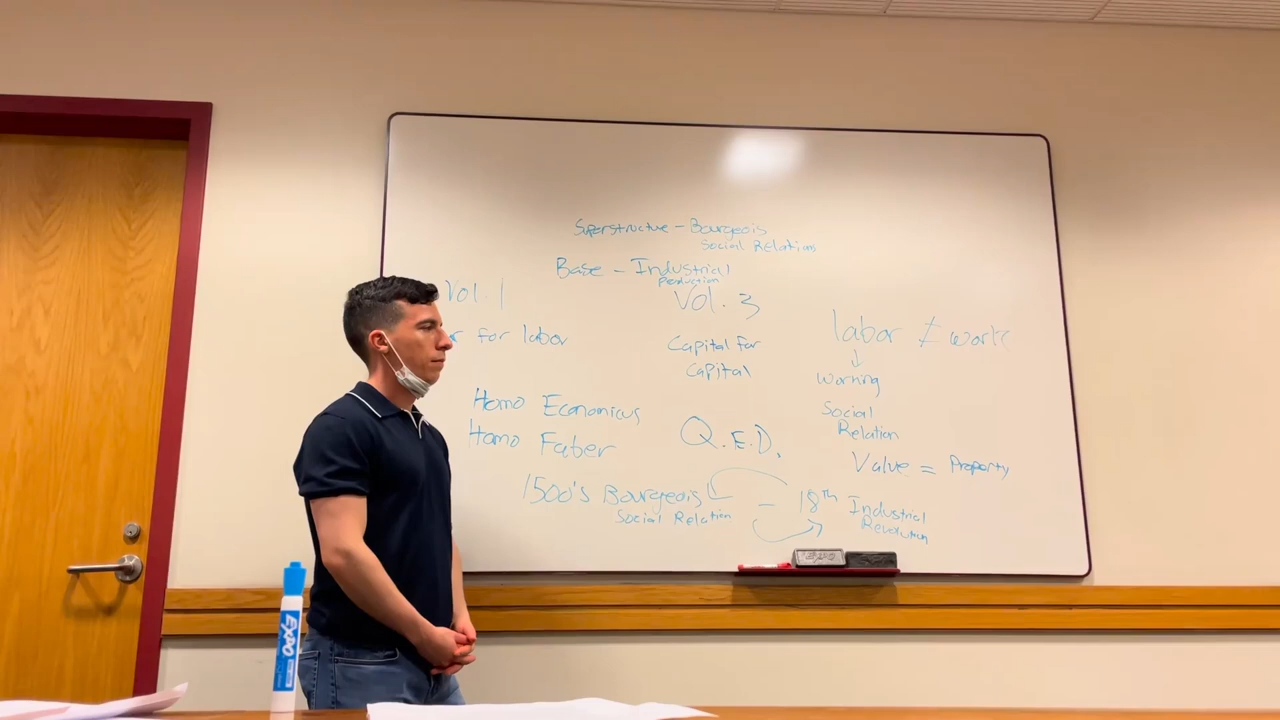 Superstructure - Bourgeois
Social Relations
Base - Industrial
Production
Vol. 1
Vol. 3
for labor
Capital for
Capital
labor ≠ work
↓
working
Social
Relation
Homo Economicus
Homo Faber
Q.E.D.
Value = Property
1500's Bourgeois - 18th Industrial
Social Relation
Revolution
EXPO
EXPO